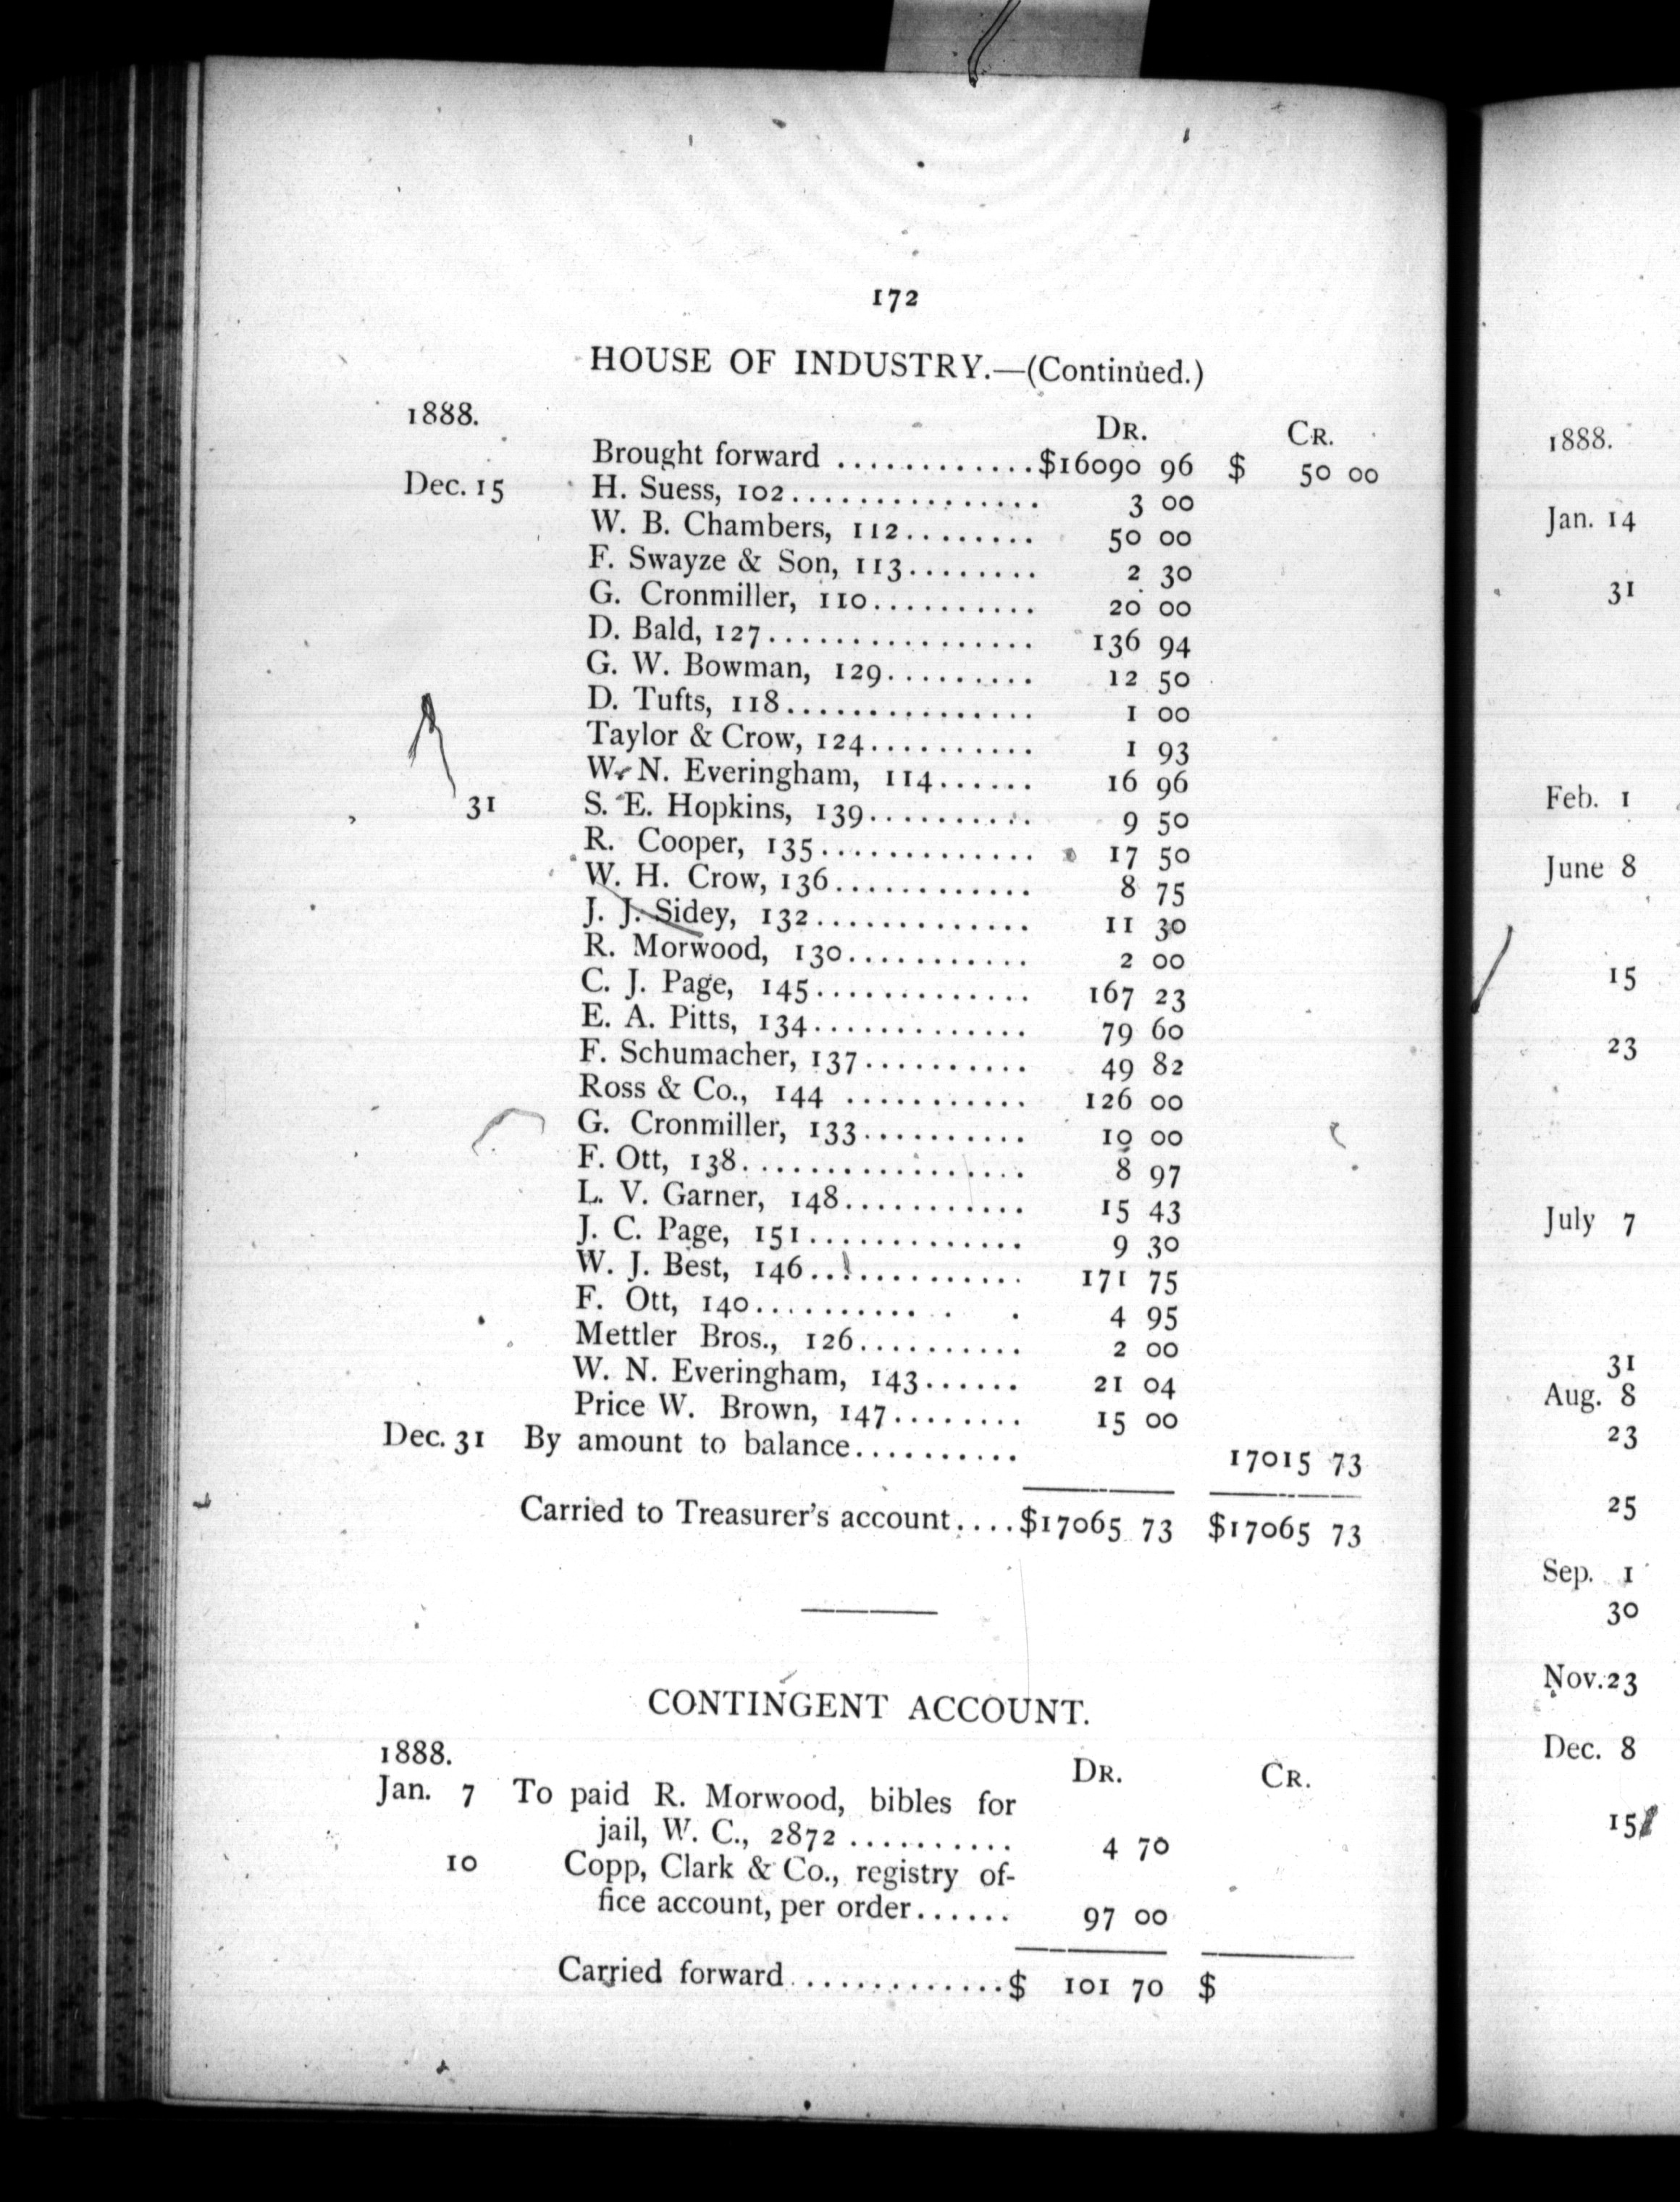 172
HOUSE OF INDUSTRY.—(Continued.)
1888.
DR. CR.
Brought forward ............$16090 96 $ 50 00
Dec. 15 H. Suess, 102............... 3 00
W. B. Chambers, 112........ 50 00
F. Swayze & Son, 113........ 2 30
G. Cronmiller, 110.......... 20 00
D. Bald, 127................ 136 94
G. W. Bowman, 129......... 12 50
D. Tufts, 118............... 1 00
Taylor & Crow, 124.......... 1 93
W. N. Everingham, 114...... 16 96
31 S. E. Hopkins, 139.......... 9 50
R. Cooper, 135............. 17 50
W. H. Crow, 136............ 8 75
J. J. Sidey, 132............. 11 30
R. Morwood, 130........... 2 00
C. J. Page, 145............. 167 23
E. A. Pitts, 134............. 79 60
F. Schumacher, 137.......... 49 82
Ross & Co., 144 ........... 126 00
G. Cronmiller, 133.......... 10 00
F. Ott, 138................. 8 97
L. V. Garner, 148........... 15 43
J. C. Page, 151............. 9 30
W. J. Best, 146............. 171 75
F. Ott, 140.......... . . 4 95
Mettler Bros., 126.......... 2 00
W. N. Everingham, 143...... 21 04
Price W. Brown, 147........ 15 00
Dec. 31 By amount to balance.......... 17015 73
Carried to Treasurer's account....$17065 73 $17065 73
CONTINGENT ACCOUNT.
1888.
DR. CR.
Jan. 7 To paid R. Morwood, bibles for
jail, W. C., 2872 .......... 4 70
10 Copp, Clark & Co., registry of-
fice account, per order...... 97 00
Carried forward .............$ 101 70 $
1888.
Jan. 14
31
Feb. 1
June 8
15
23
July 7
31
Aug. 8
23
25
Sep. 1
30
Nov. 23
Dec. 8
15